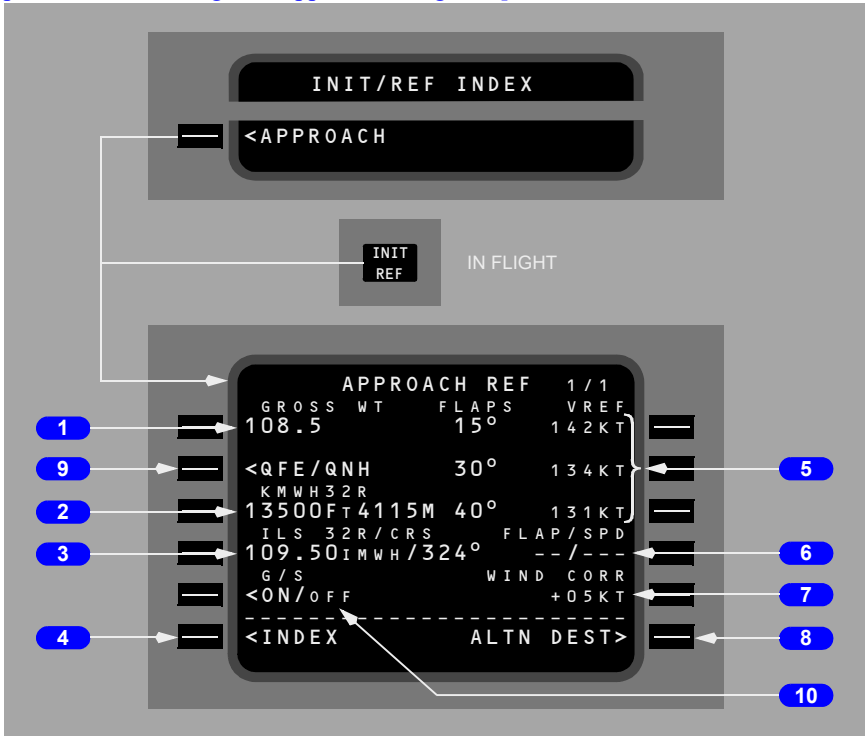 INIT/REF INDEX
<APPROACH
INIT
REF
IN FLIGHT
APPROACH REF 1/1
GROSS WT FLAPS VREF
1 108.5 15° 142KT
9 <QFE/QNH 30° 134KT 5
KMWH32R
2 13500FT4115M 40° 131KT
ILS 32R/CRS FLAP/SPD
3 109.50IMWH/324° --/--- 6
G/S WIND CORR
<ON/OFF +05KT 7
4 <INDEX ALTN DEST> 8
10